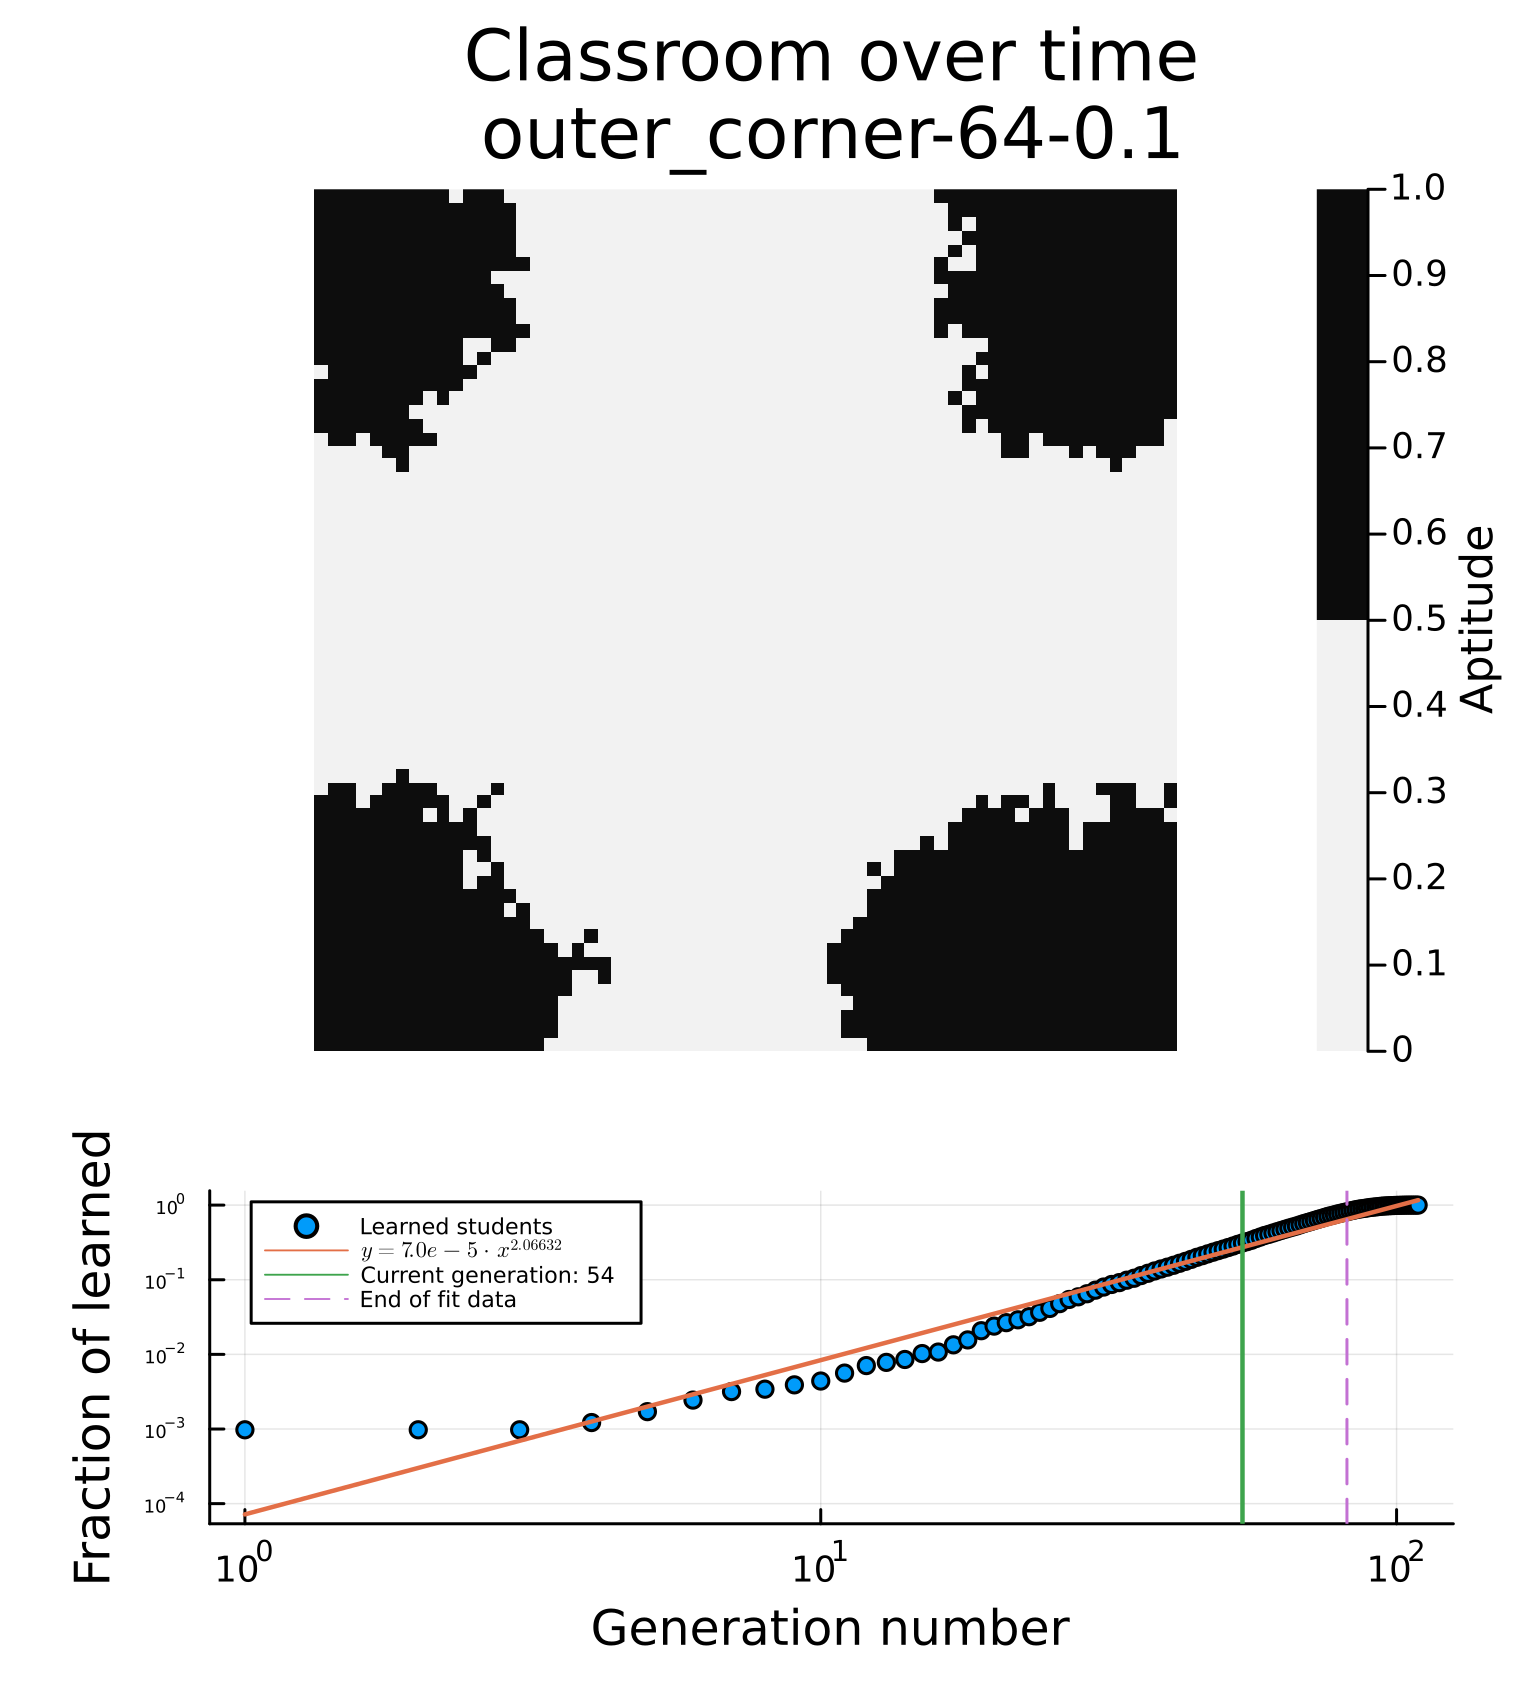 Classroom over time
outer_corner-64-0.1
1.0
0.9
0.8
0.7
0.6
0.5
0.4
0.3
0.2
0.1
0
Aptitude
Fraction of learned
10⁰
10⁻¹
10⁻²
10⁻³
10⁻⁴
Learned students
y = 7.0e − 5 · x^2.06632
Current generation: 54
End of fit data
10⁰
10¹
10²
Generation number